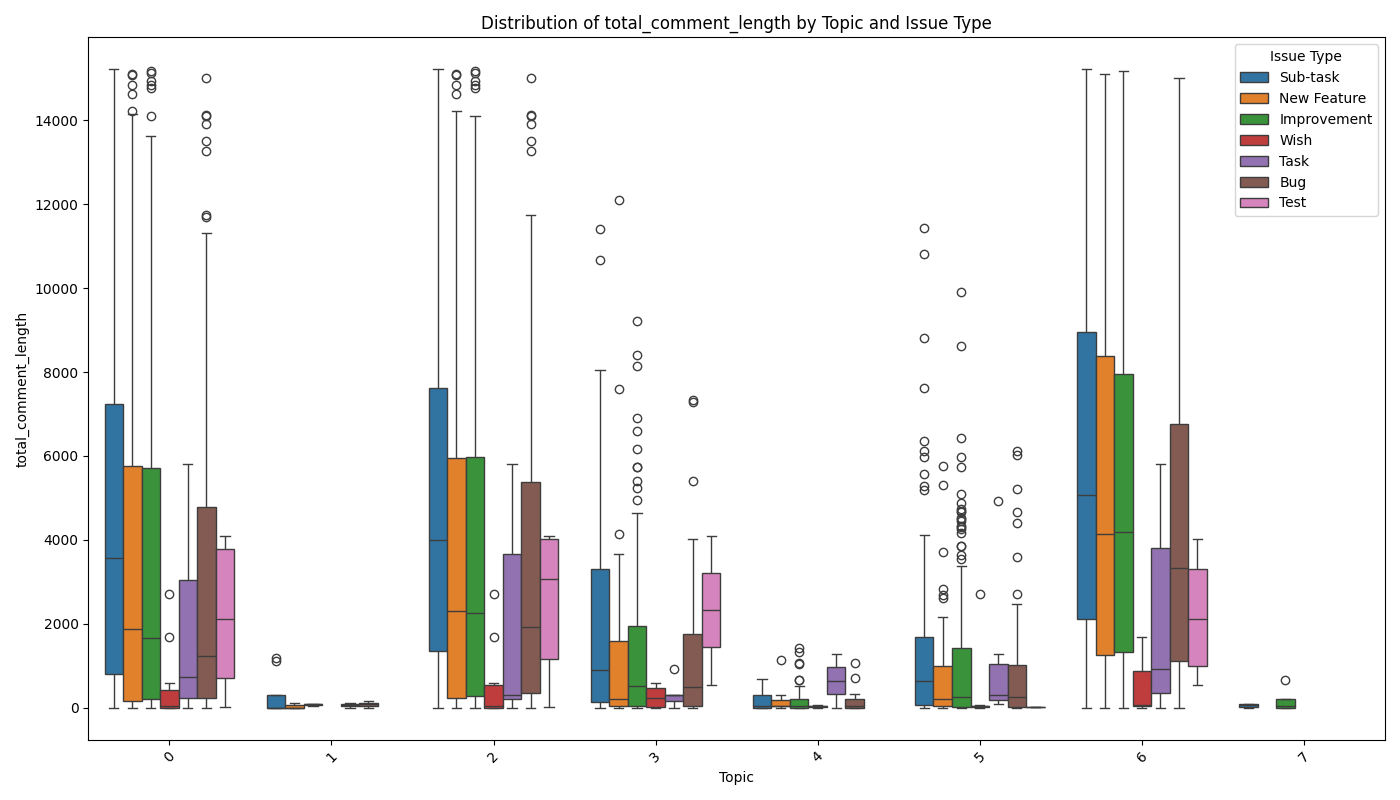 Distribution of total_comment_length by Topic and Issue Type
Issue Type
Sub-task
New Feature
Improvement
Wish
Task
Bug
Test
total_comment_length
14000
12000
10000
8000
6000
4000
2000
0
0 1 2 3 4 5 6 7
Topic